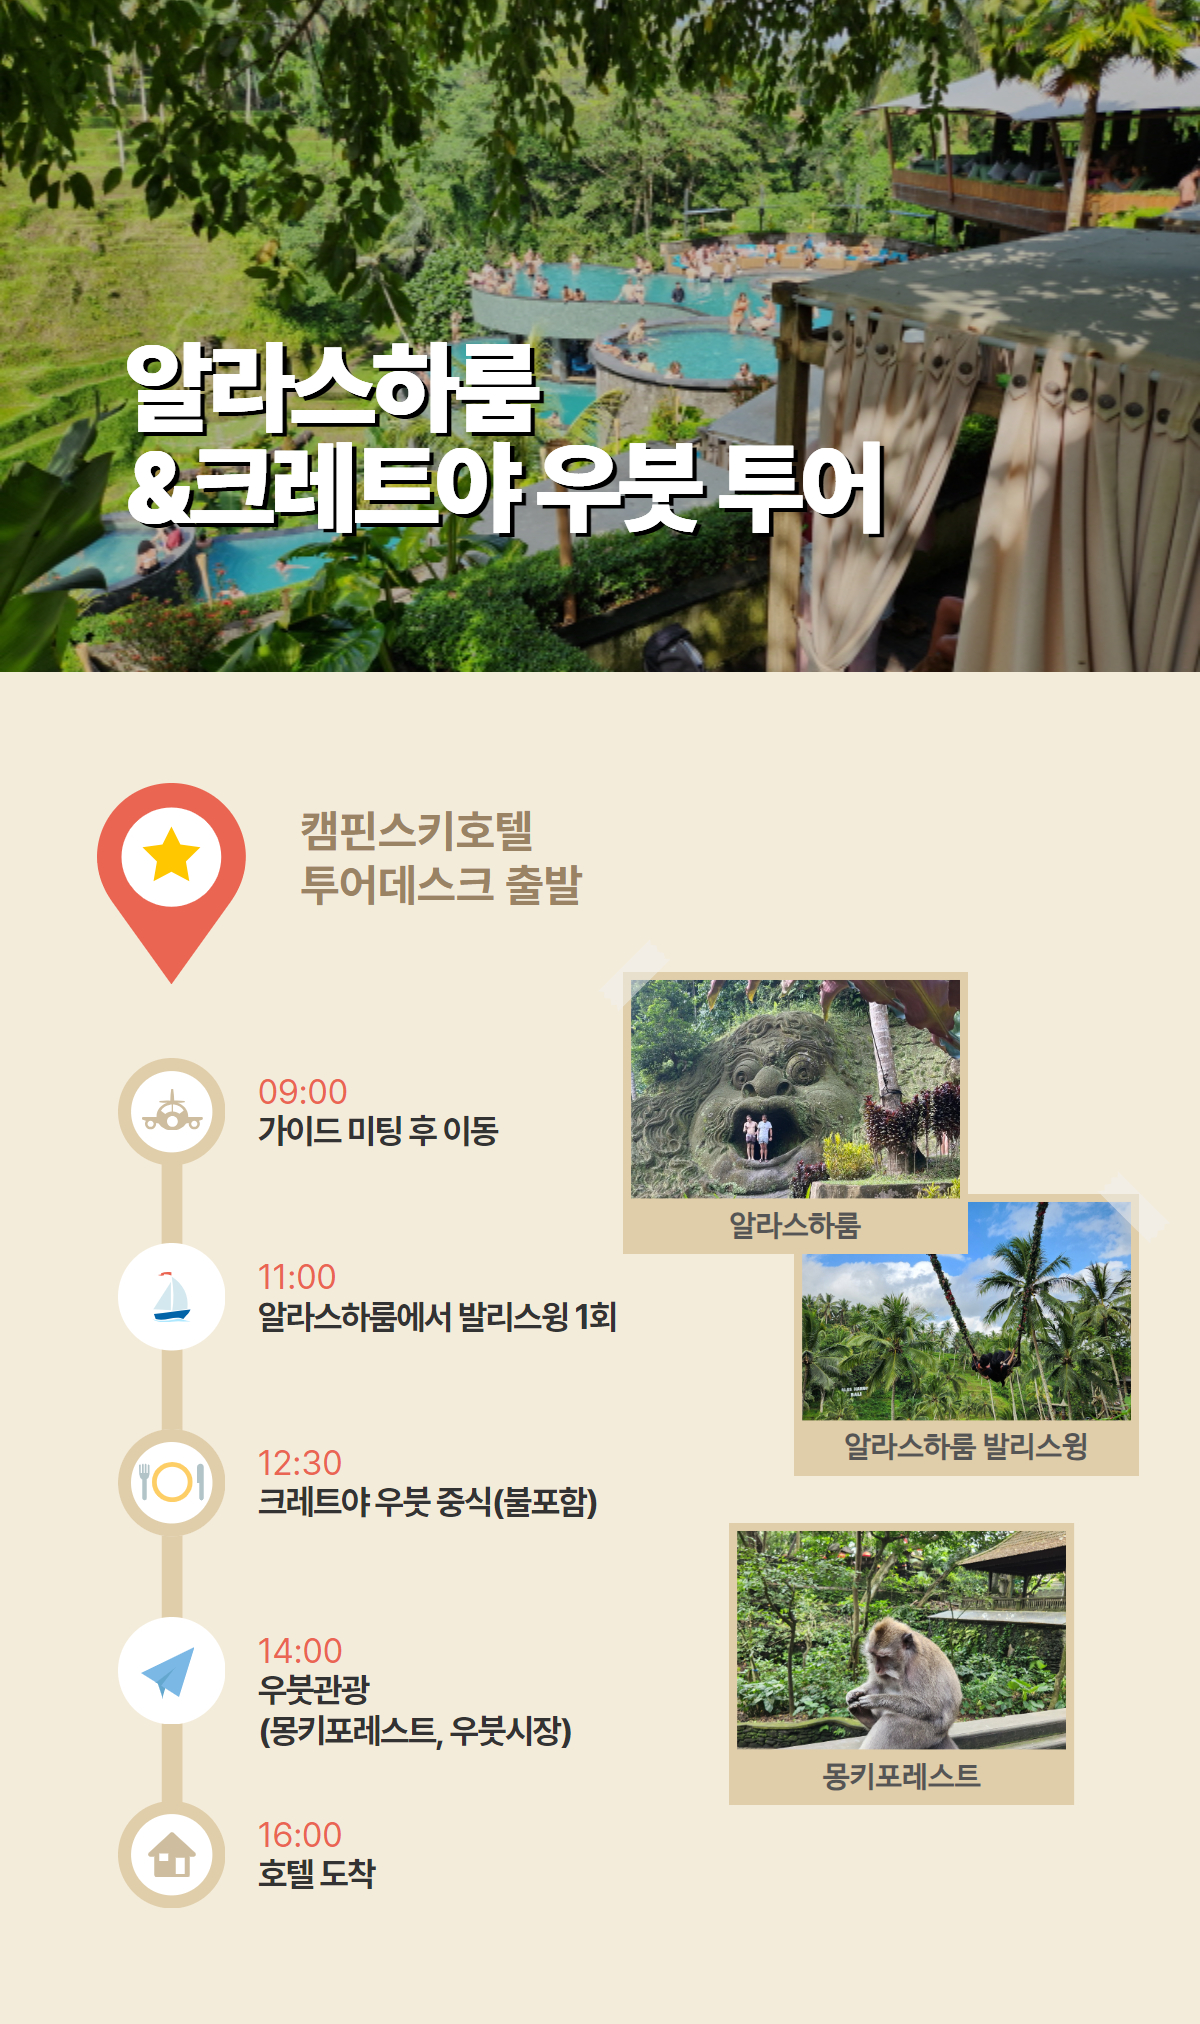 알라스하룸
&크레트야 우붓 투어
캠핀스키호텔
투어데스크 출발
09:00
가이드 미팅 후 이동
11:00
알라스하룸에서 발리스윙 1회
12:30
크레트야 우붓 중식(불포함)
14:00
우붓관광
(몽키포레스트, 우붓시장)
16:00
호텔 도착
알라스하룸
알라스하룸 발리스윙
몽키포레스트